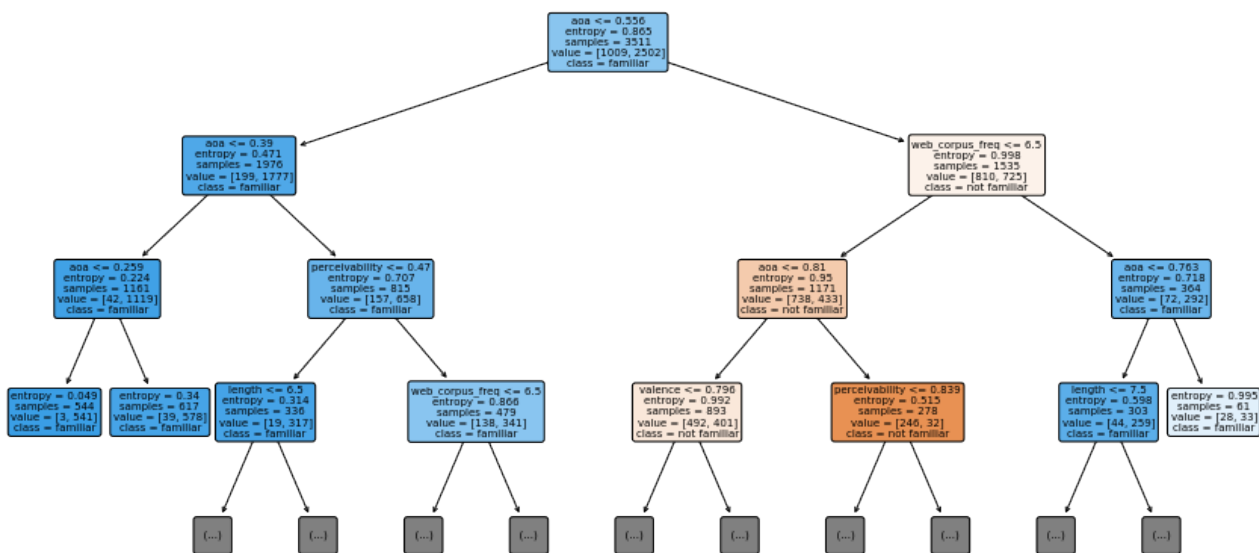 aoa <= 0.556
entropy = 0.865
samples = 3511
value = [1009, 2502]
class = familiar
aoa <= 0.39
entropy = 0.471
samples = 1976
value = [199, 1777]
class = familiar
web_corpus_freq <= 6.5
entropy = 0.998
samples = 1535
value = [810, 725]
class = not familiar
aoa <= 0.259
entropy = 0.224
samples = 1161
value = [42, 1119]
class = familiar
perceivability <= 0.47
entropy = 0.707
samples = 815
value = [157, 658]
class = familiar
aoa <= 0.81
entropy = 0.95
samples = 1171
value = [738, 433]
class = not familiar
aoa <= 0.763
entropy = 0.718
samples = 364
value = [72, 292]
class = familiar
entropy = 0.049
samples = 544
value = [3, 541]
class = familiar
entropy = 0.34
samples = 617
value = [39, 578]
class = familiar
length <= 6.5
entropy = 0.314
samples = 336
value = [19, 317]
class = familiar
web_corpus_freq <= 6.5
entropy = 0.866
samples = 479
value = [138, 341]
class = familiar
valence <= 0.796
entropy = 0.992
samples = 893
value = [492, 401]
class = not familiar
perceivability <= 0.839
entropy = 0.515
samples = 278
value = [246, 32]
class = not familiar
length <= 7.5
entropy = 0.598
samples = 303
value = [44, 259]
class = familiar
entropy = 0.995
samples = 61
value = [28, 33]
class = familiar
(...)
(...)
(...)
(...)
(...)
(...)
(...)
(...)
(...)
(...)